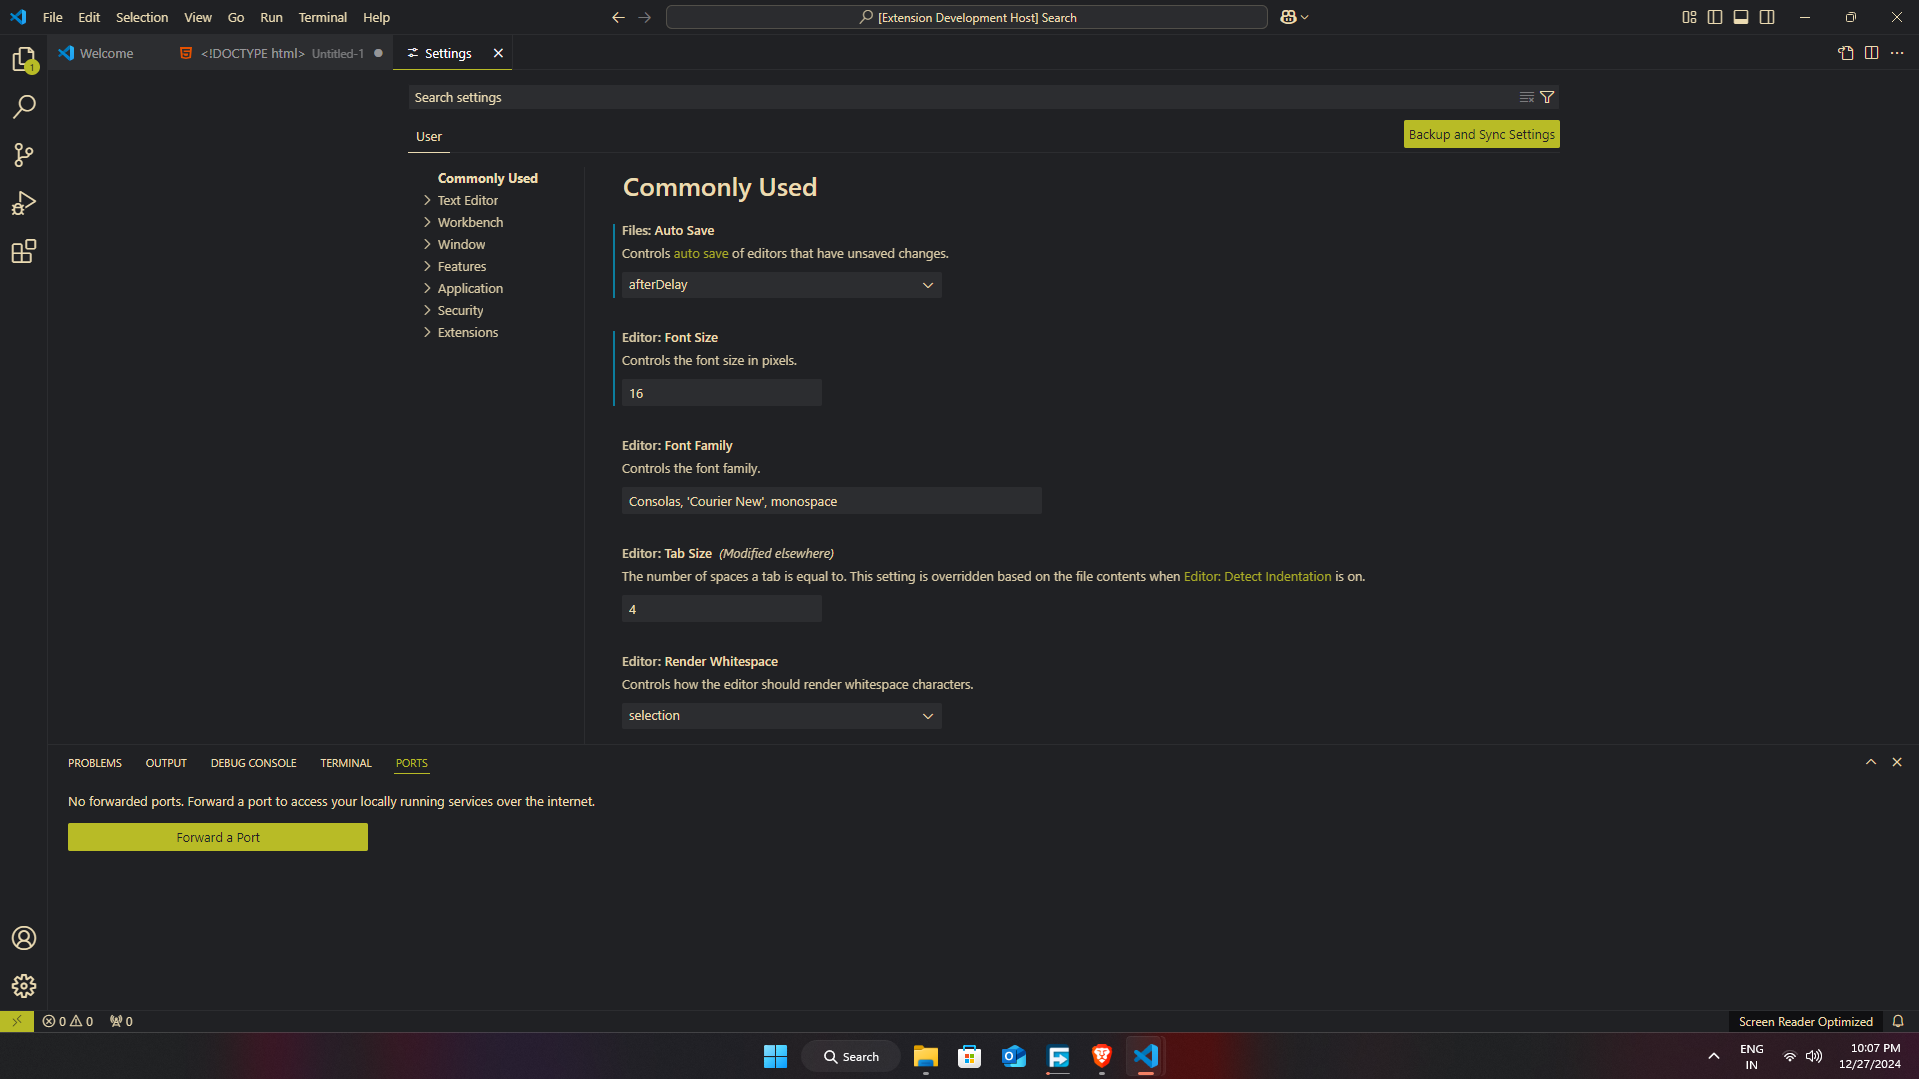 File Edit Selection View Go Run Terminal Help
[Extension Development Host] Search
Welcome
<!DOCTYPE html> Untitled-1
Settings
1
Search settings
User
Backup and Sync Settings
Commonly Used
Text Editor
Workbench
Window
Features
Application
Security
Extensions
Commonly Used
Files: Auto Save
Controls auto save of editors that have unsaved changes.
afterDelay
Editor: Font Size
Controls the font size in pixels.
16
Editor: Font Family
Controls the font family.
Consolas, 'Courier New', monospace
Editor: Tab Size (Modified elsewhere)
The number of spaces a tab is equal to. This setting is overridden based on the file contents when Editor: Detect Indentation is on.
4
Editor: Render Whitespace
Controls how the editor should render whitespace characters.
selection
PROBLEMS OUTPUT DEBUG CONSOLE TERMINAL PORTS
No forwarded ports. Forward a port to access your locally running services over the internet.
Forward a Port
0 0 0
Screen Reader Optimized
Search
ENG
IN
10:07 PM
12/27/2024